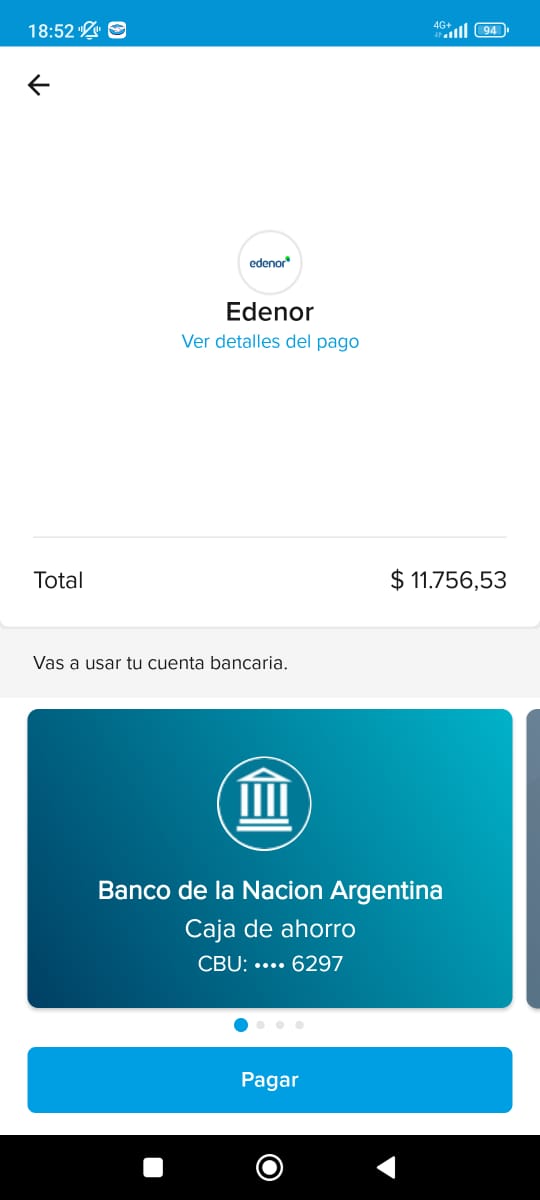 18:52
4G+
94
edenor
Edenor
Ver detalles del pago
Total
$ 11.756,53
Vas a usar tu cuenta bancaria.
Banco de la Nacion Argentina
Caja de ahorro
CBU: •••• 6297
Pagar